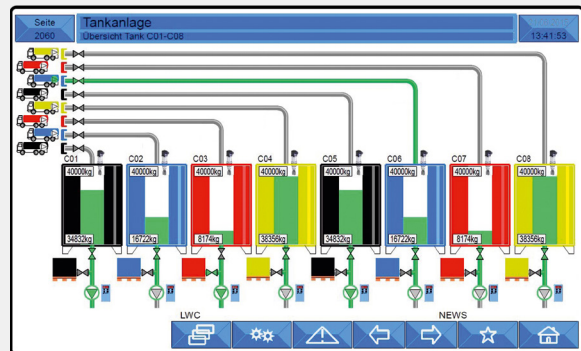 Seite
2060
Tankanlage
Übersicht Tank C01-C08
13:41:53
C01
C02
C03
C04
C05
C06
C07
C08
40000kg
40000kg
40000kg
40000kg
40000kg
40000kg
40000kg
40000kg
34832kg
16722kg
8174kg
38356kg
34832kg
16722kg
8174kg
38356kg
LWC
NEWS